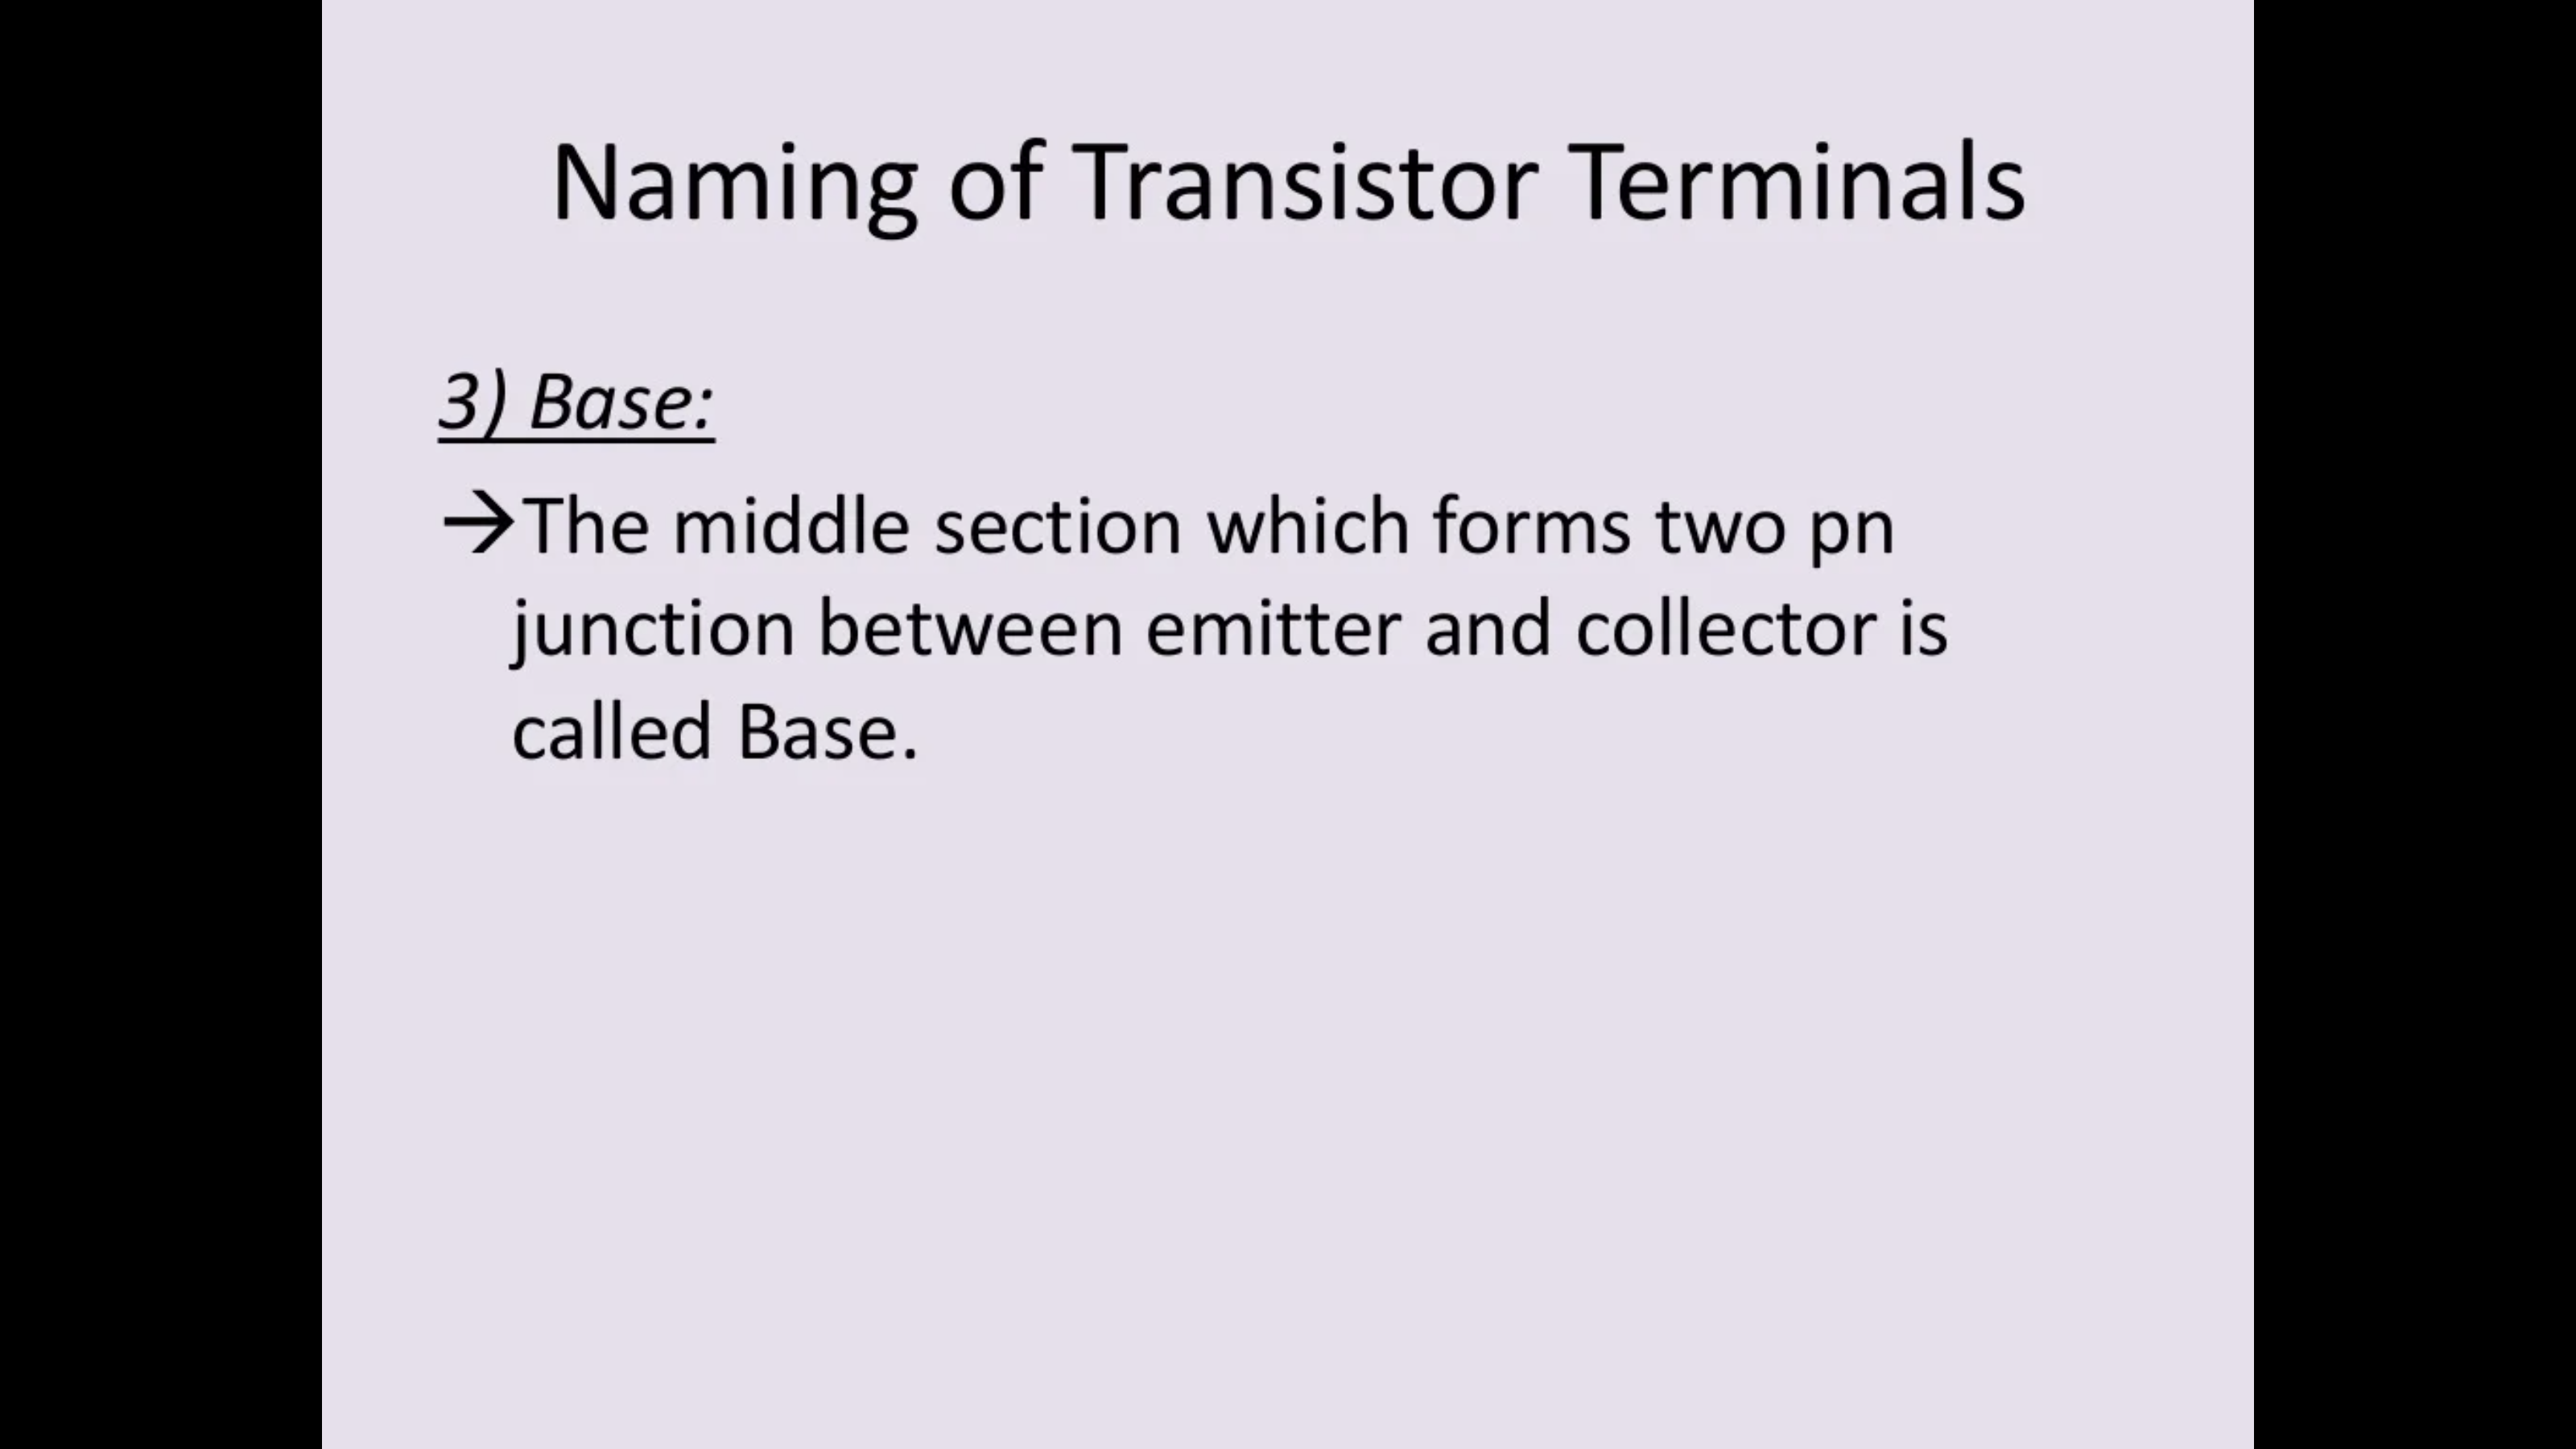 Naming of Transistor Terminals
3) Base:
→The middle section which forms two pn
junction between emitter and collector is
called Base.